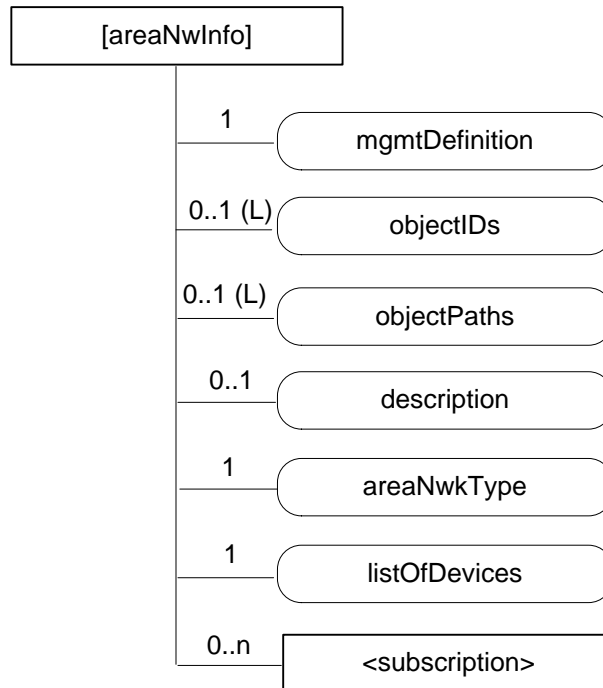 [areaNwInfo]
1
mgmtDefinition
0..1 (L)
objectIDs
0..1 (L)
objectPaths
0..1
description
1
areaNwkType
1
listOfDevices
0..n
<subscription>